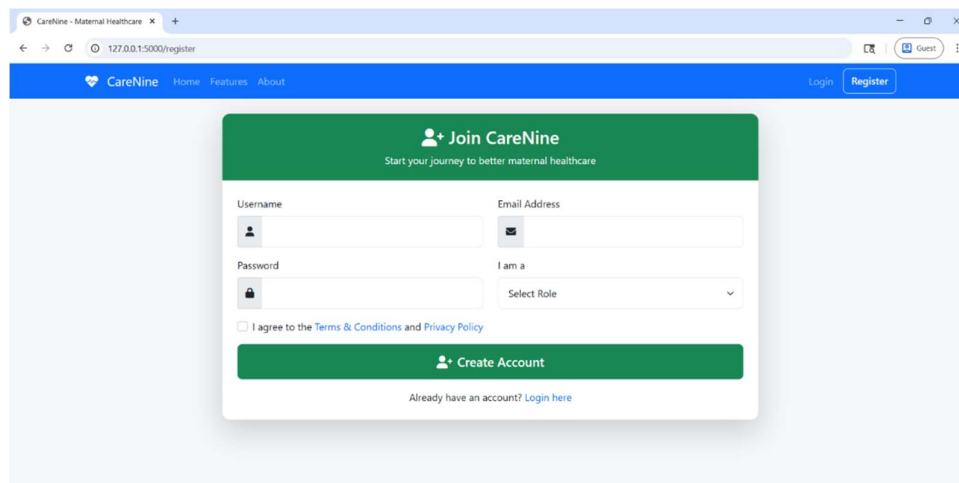 CareNine - Maternal Healthcare
127.0.0.1:5000/register
Guest
CareNine Home Features About Login Register
Join CareNine
Start your journey to better maternal healthcare
Username Email Address
Password I am a
Select Role
I agree to the Terms & Conditions and Privacy Policy
Create Account
Already have an account? Login here